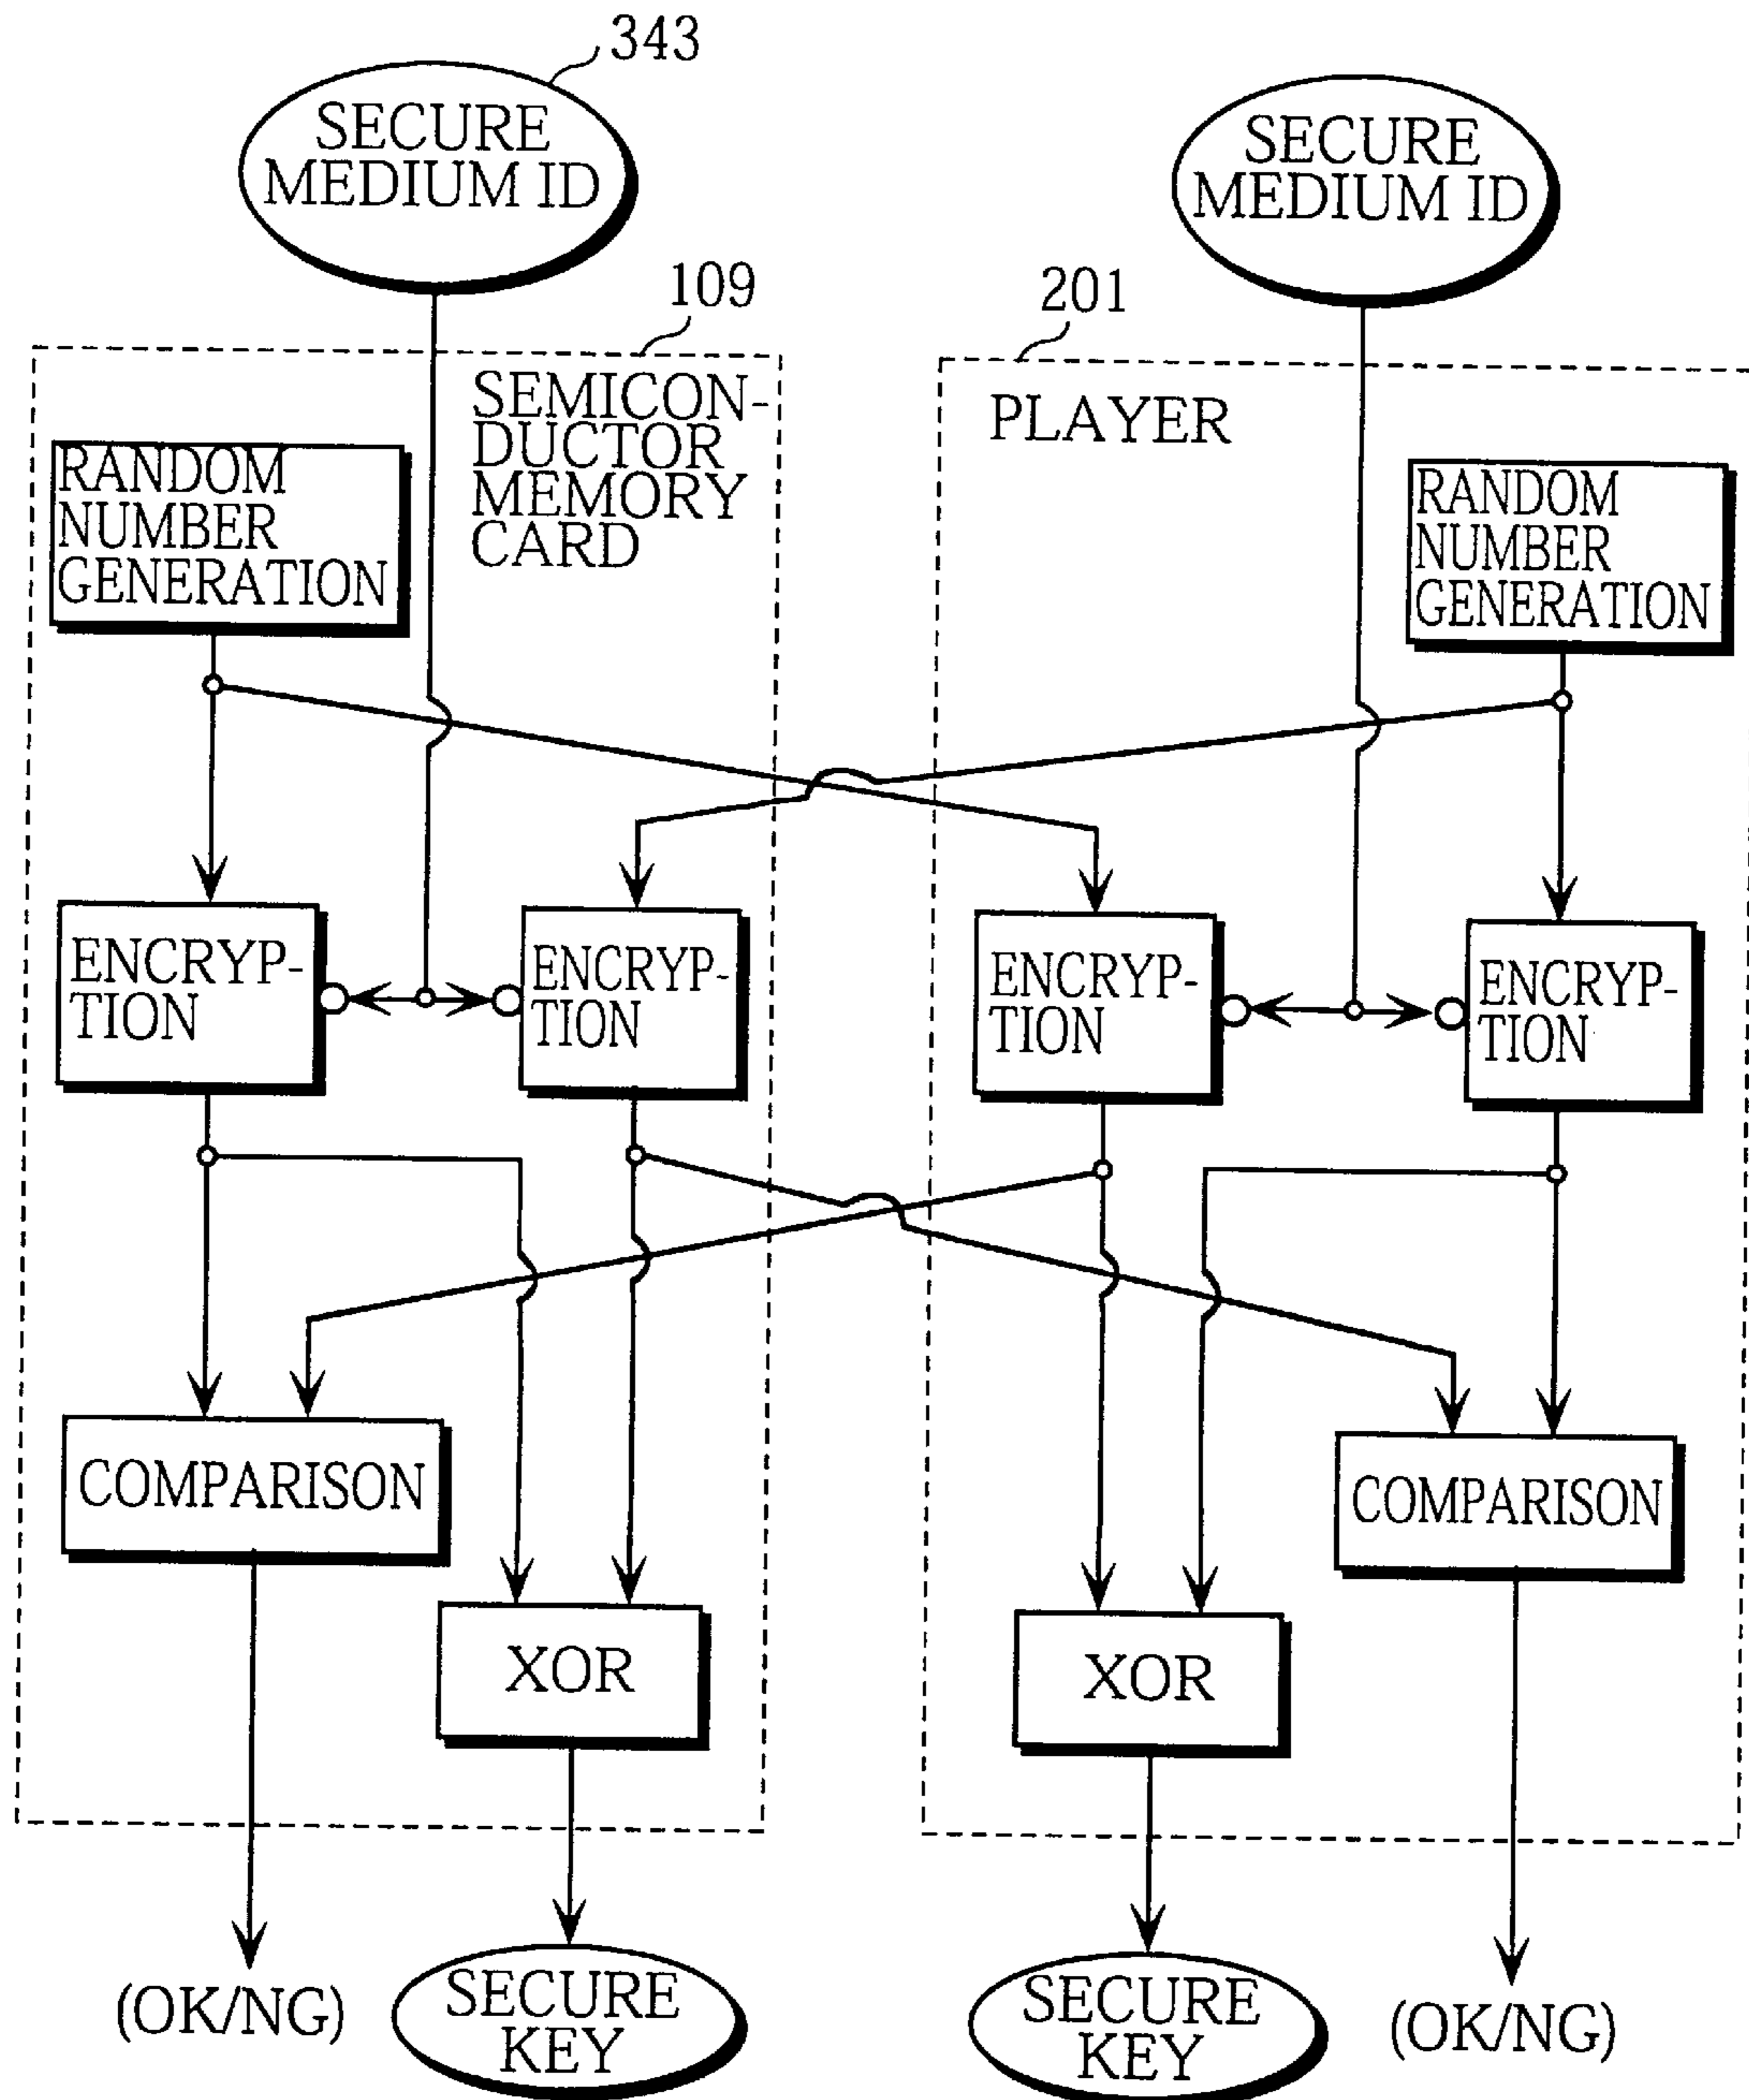 343
SECURE
MEDIUM ID
SECURE
MEDIUM ID
109
201
SEMICON-
DUCTOR
MEMORY
CARD
PLAYER
RANDOM
NUMBER
GENERATION
RANDOM
NUMBER
GENERATION
ENCRYP-
TION
ENCRYP-
TION
ENCRYP-
TION
ENCRYP-
TION
COMPARISON
COMPARISON
XOR
XOR
(OK/NG)
SECURE
KEY
SECURE
KEY
(OK/NG)